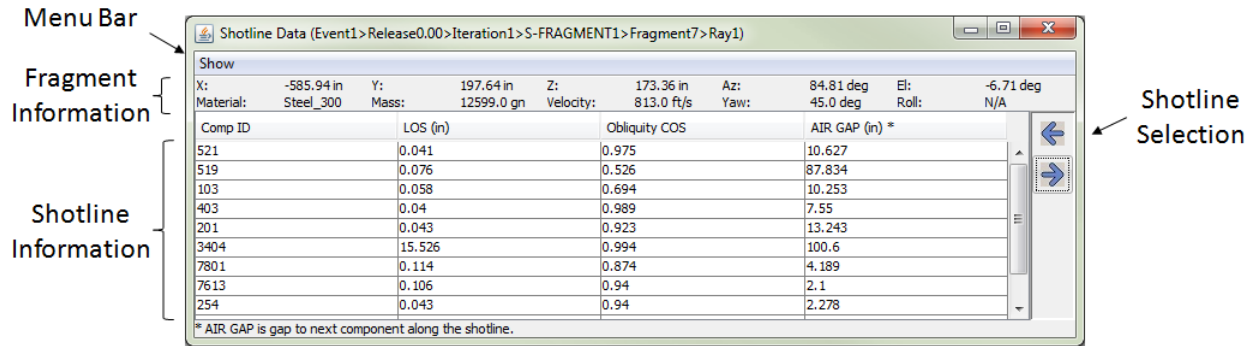 Menu Bar
Shotline Data (Event1>Release0.00>Iteration1>S-FRAGMENT1>Fragment7>Ray1)
Show
Fragment
Information
X: -585.94 in Y: 197.64 in Z: 173.36 in Az: 84.81 deg El: -6.71 deg
Material: Steel_300 Mass: 12599.0 gn Velocity: 813.0 ft/s Yaw: 45.0 deg Roll: N/A
Shotline
Selection
Comp ID LOS (in) Obliquity COS AIR GAP (in) *
521 0.041 0.975 10.627
519 0.076 0.526 87.834
103 0.058 0.694 10.253
403 0.04 0.989 7.55
201 0.043 0.923 13.243
3404 15.526 0.994 100.6
7801 0.114 0.874 4.189
7613 0.106 0.94 2.1
254 0.043 0.94 2.278
Shotline
Information
* AIR GAP is gap to next component along the shotline.